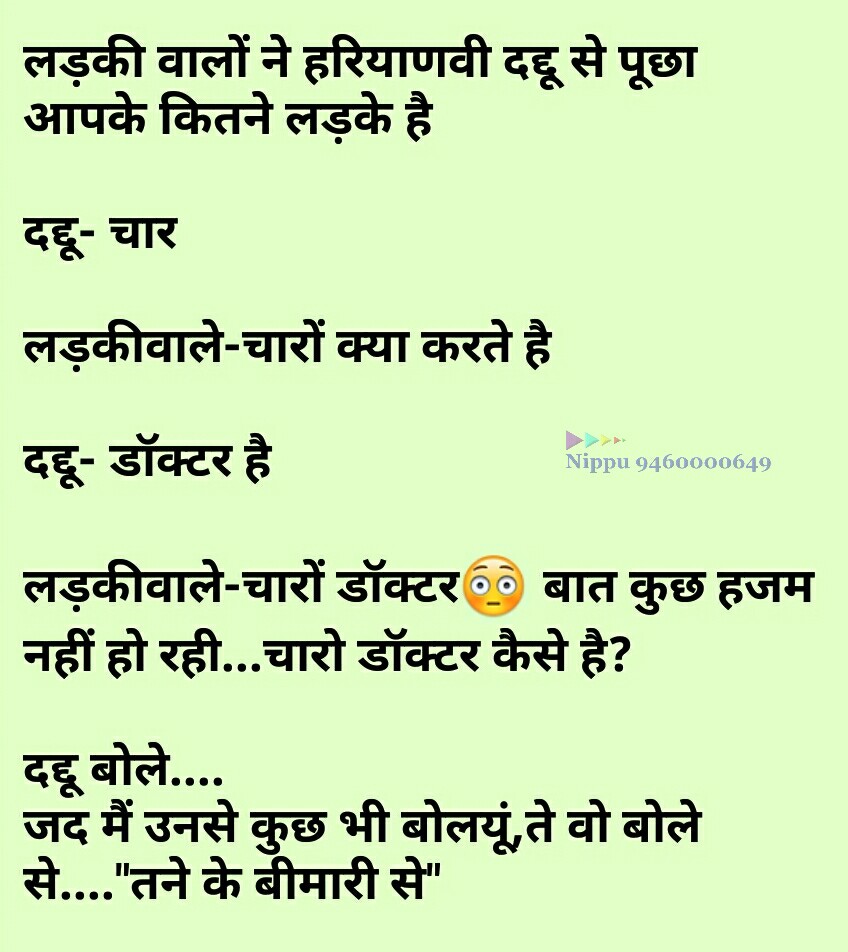 लड़की वालों ने हरियाणवी दद्दू से पूछा
आपके कितने लड़के है
दद्दू- चार
लड़कीवाले-चारों क्या करते है
दद्दू- डॉक्टर है
Nippu 9460000649
लड़कीवाले-चारों डॉक्टर😳 बात कुछ हजम
नहीं हो रही...चारो डॉक्टर कैसे है?
दद्दू बोले....
जद मैं उनसे कुछ भी बोलयूं,ते वो बोले
से...."तने के बीमारी से"